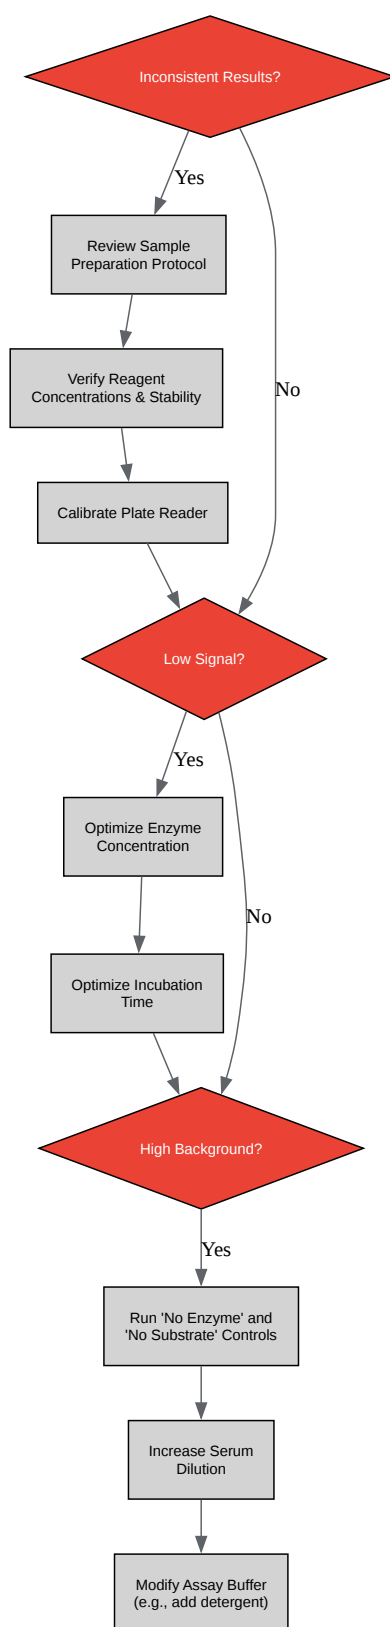 Inconsistent Results?
Yes
Review Sample
Preparation Protocol
Verify Reagent
Concentrations & Stability
No
Calibrate Plate Reader
Low Signal?
Yes
Optimize Enzyme
Concentration
No
Optimize Incubation
Time
High Background?
Yes
Run 'No Enzyme' and
'No Substrate' Controls
Increase Serum
Dilution
Modify Assay Buffer
(e.g., add detergent)